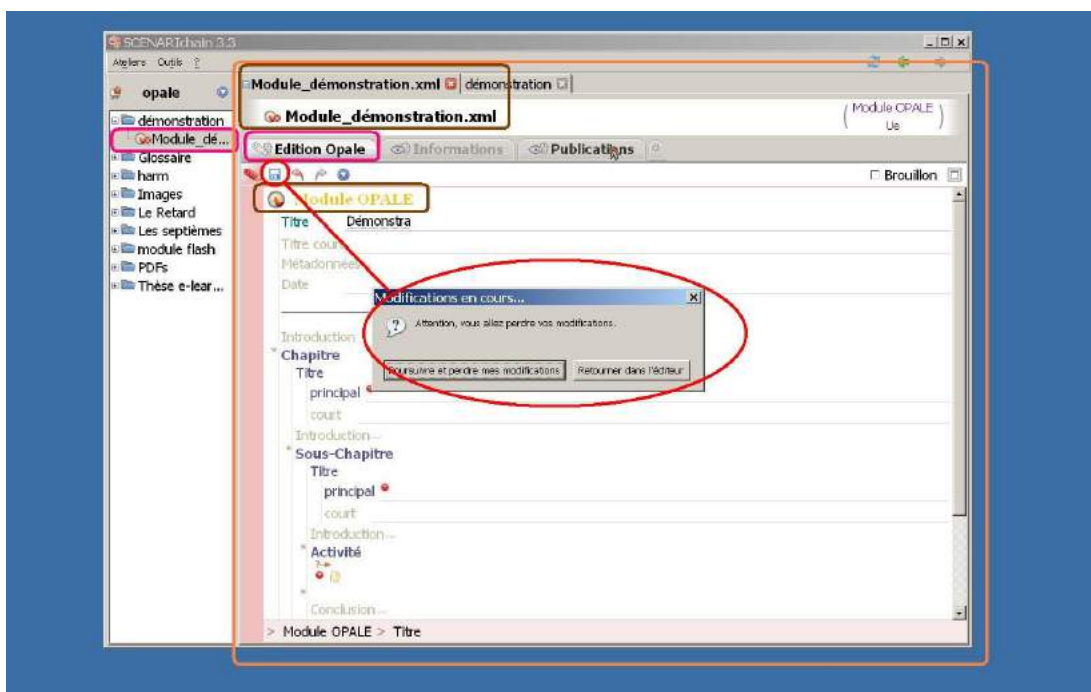 SCENARIchain 3.3
Ateliers Outils ?
opale
Module_démonstration.xml démonstration
Module_démonstration.xml
Module OPALE
Ue
démonstration
Module_dé...
Glossaire
harm
Images
Le Retard
Les septièmes
module flash
PDFs
Thèse e-lear...
Edition Opale Informations Publications
Brouillon
Module OPALE
Titre Démonstra
Titre court
Métadonnées
Date
Modifications en cours...
Attention, vous allez perdre vos modifications.
Poursuivre et perdre mes modifications Retourner dans l'éditeur
Introduction
Chapitre
Titre
principal
court
Introduction
Sous-Chapitre
Titre
principal
court
Introduction
Activité
Conclusion
> Module OPALE > Titre